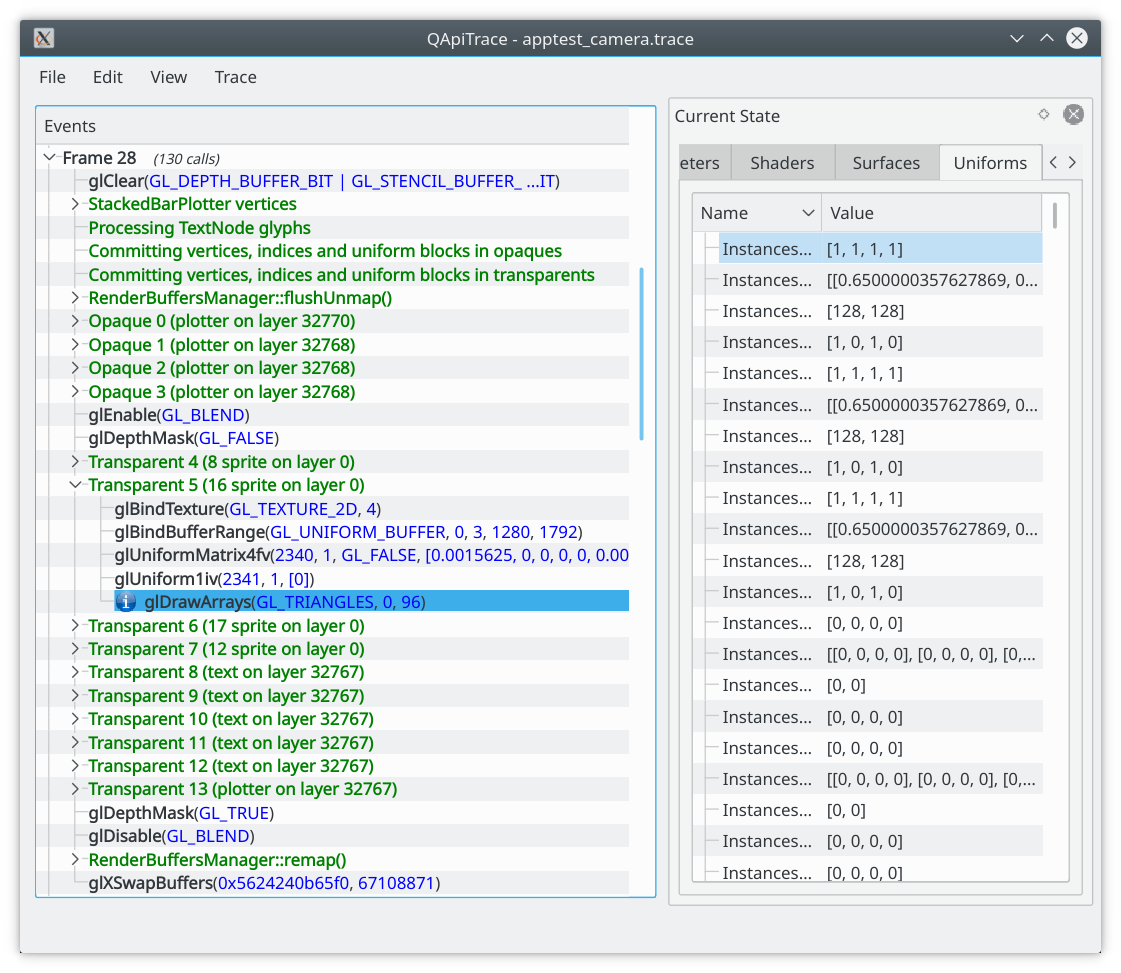 QApiTrace - apptest_camera.trace
File Edit View Trace
Events
Frame 28 (130 calls)
glClear(GL_DEPTH_BUFFER_BIT | GL_STENCIL_BUFFER_ ...IT)
StackedBarPlotter vertices
Processing TextNode glyphs
Committing vertices, indices and uniform blocks in opaques
Committing vertices, indices and uniform blocks in transparents
RenderBuffersManager::flushUnmap()
Opaque 0 (plotter on layer 32770)
Opaque 1 (plotter on layer 32768)
Opaque 2 (plotter on layer 32768)
Opaque 3 (plotter on layer 32768)
glEnable(GL_BLEND)
glDepthMask(GL_FALSE)
Transparent 4 (8 sprite on layer 0)
Transparent 5 (16 sprite on layer 0)
glBindTexture(GL_TEXTURE_2D, 4)
glBindBufferRange(GL_UNIFORM_BUFFER, 0, 3, 1280, 1792)
glUniformMatrix4fv(2340, 1, GL_FALSE, [0.0015625, 0, 0, 0, 0, 0.00
glUniform1iv(2341, 1, [0])
glDrawArrays(GL_TRIANGLES, 0, 96)
Transparent 6 (17 sprite on layer 0)
Transparent 7 (12 sprite on layer 0)
Transparent 8 (text on layer 32767)
Transparent 9 (text on layer 32767)
Transparent 10 (text on layer 32767)
Transparent 11 (text on layer 32767)
Transparent 12 (text on layer 32767)
Transparent 13 (plotter on layer 32767)
glDepthMask(GL_TRUE)
glDisable(GL_BLEND)
RenderBuffersManager::remap()
glXSwapBuffers(0x5624240b65f0, 67108871)
Current State
eters Shaders Surfaces Uniforms
Name Value
Instances... [1, 1, 1, 1]
Instances... [[0.6500000357627869, 0...
Instances... [128, 128]
Instances... [1, 0, 1, 0]
Instances... [1, 1, 1, 1]
Instances... [[0.6500000357627869, 0...
Instances... [128, 128]
Instances... [1, 0, 1, 0]
Instances... [1, 1, 1, 1]
Instances... [[0.6500000357627869, 0...
Instances... [128, 128]
Instances... [1, 0, 1, 0]
Instances... [0, 0, 0, 0]
Instances... [[0, 0, 0, 0], [0, 0, 0, 0], [0,...
Instances... [0, 0]
Instances... [0, 0, 0, 0]
Instances... [0, 0, 0, 0]
Instances... [[0, 0, 0, 0], [0, 0, 0, 0], [0,...
Instances... [0, 0]
Instances... [0, 0, 0, 0]
Instances... [0, 0, 0, 0]